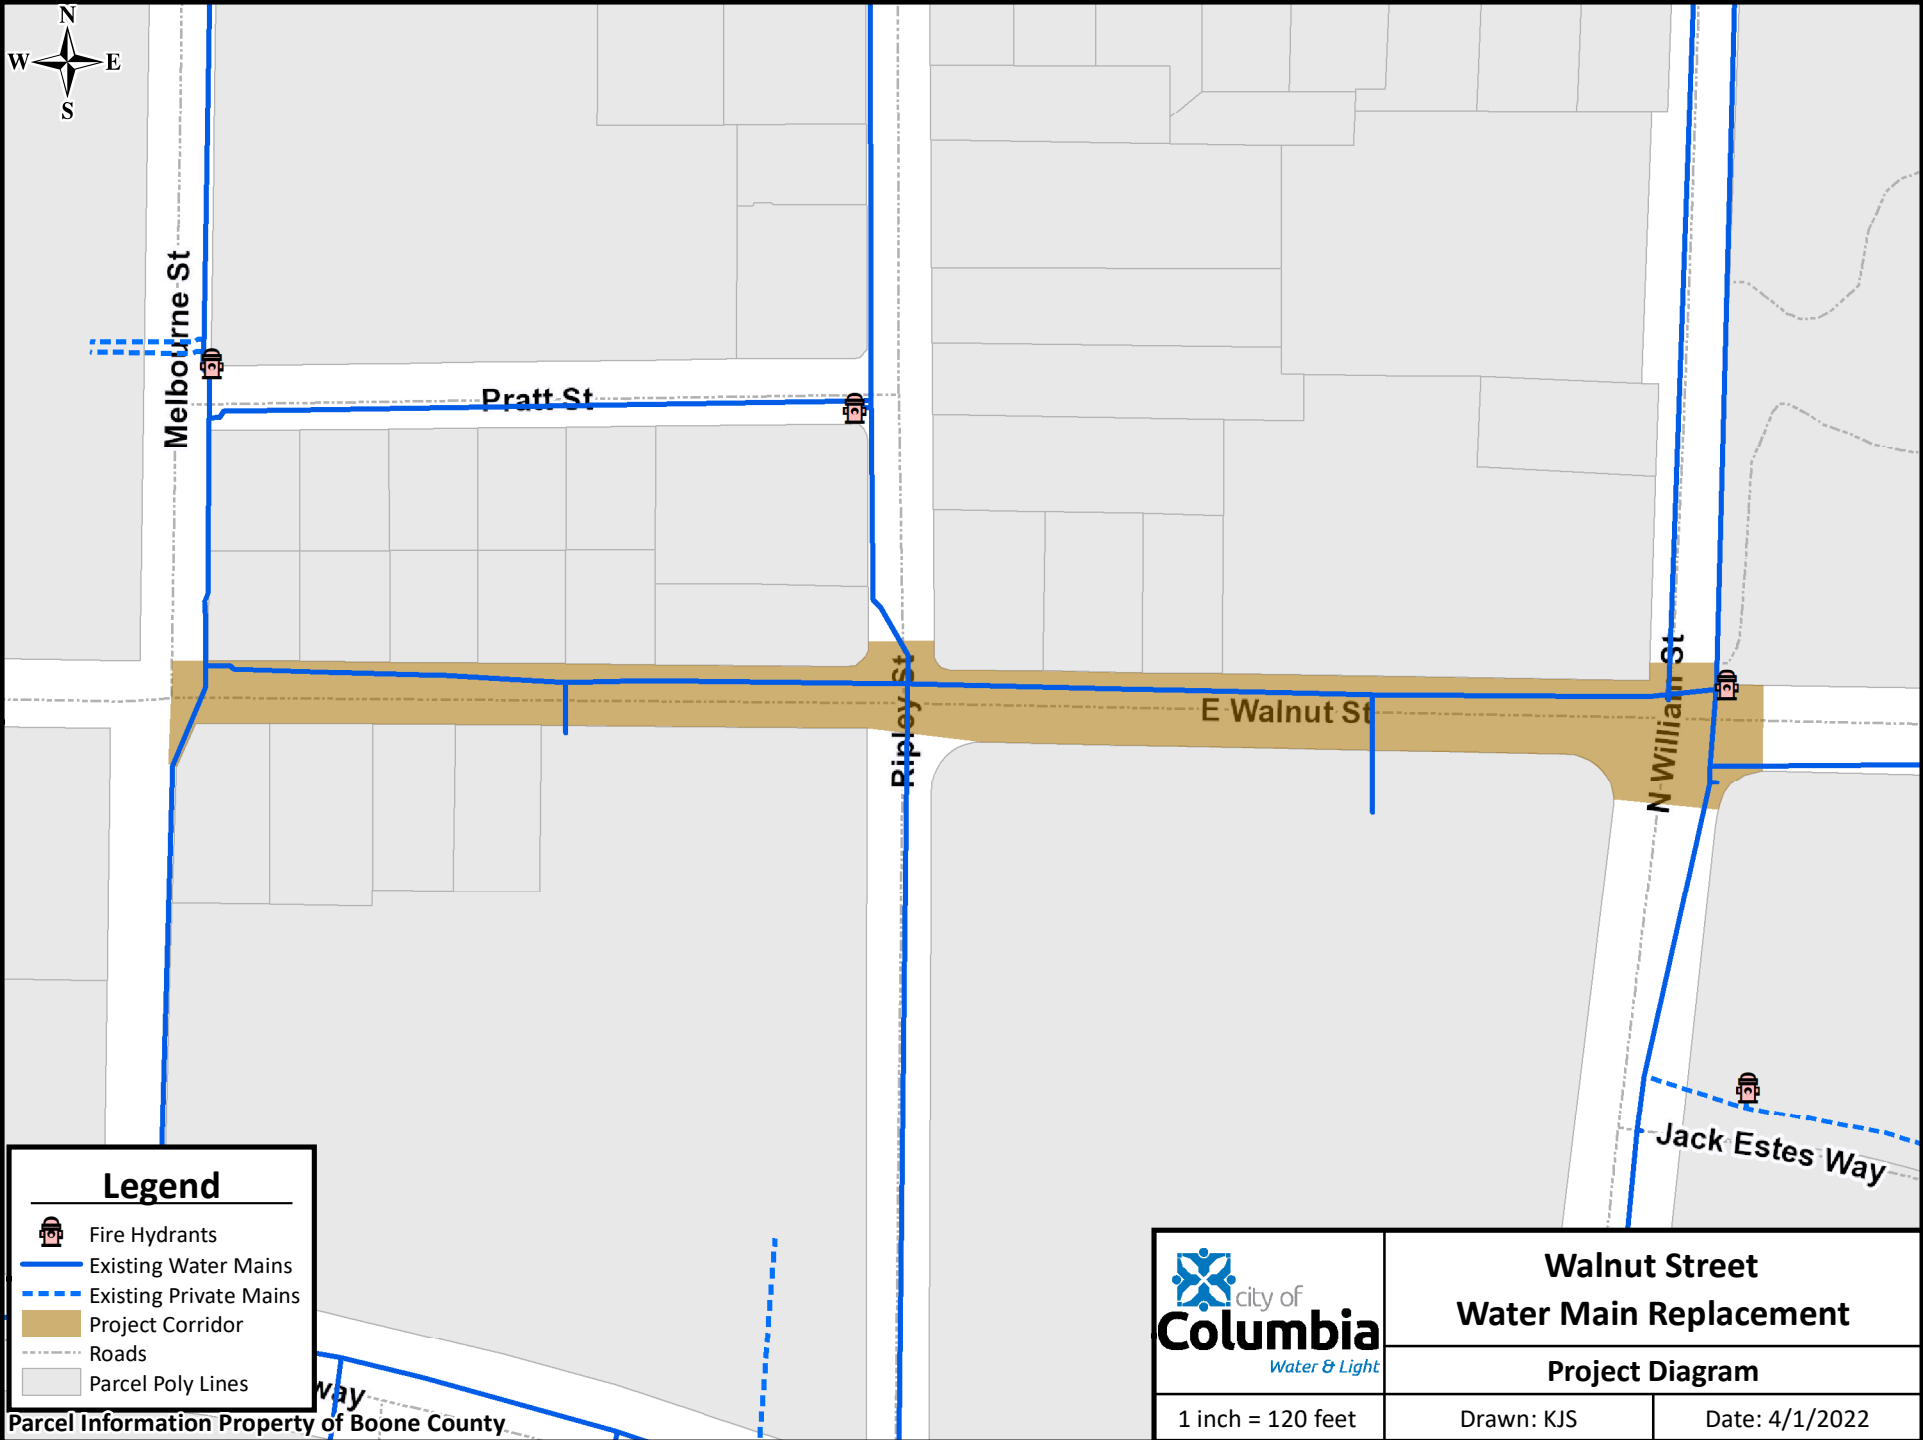 N
W E
S
Melbourne St
Pratt St
Ripley St
E Walnut St
N William St
Jack Estes Way
way
Legend
Fire Hydrants
Existing Water Mains
Existing Private Mains
Project Corridor
Roads
Parcel Poly Lines
Parcel Information Property of Boone County
city of
Columbia
Water & Light
Walnut Street
Water Main Replacement
Project Diagram
1 inch = 120 feet
Drawn: KJS
Date: 4/1/2022